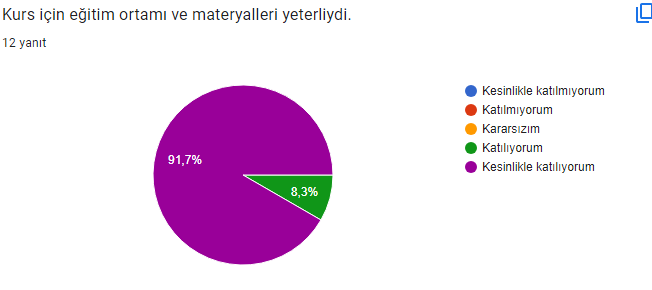 Kurs için eğitim ortamı ve materyalleri yeterliydi.
12 yanıt
Kesinlikle katılmıyorum
Katılmıyorum
Kararsızım
Katılıyorum
Kesinlikle katılıyorum
91,7%
8,3%